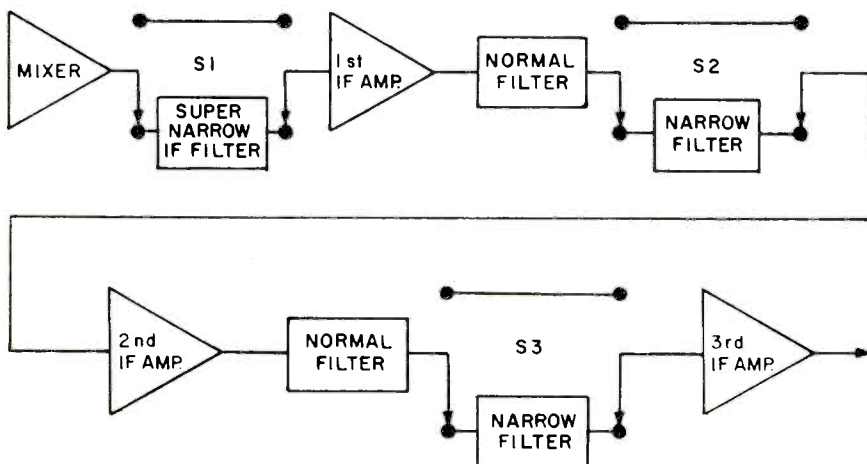 MIXER
S1
SUPER
NARROW
IF FILTER
1st
IF AMP.
NORMAL
FILTER
S2
NARROW
FILTER
2nd
IF AMP.
NORMAL
FILTER
S3
NARROW
FILTER
3rd
IF AMP.